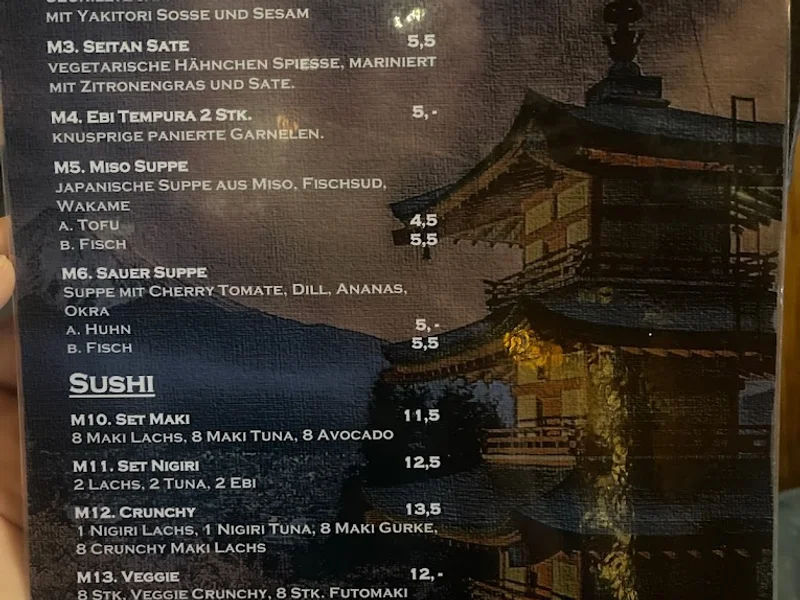 MIT YAKITORI SOSSE UND SESAM
M3. SEITAN SATE 5,5
VEGETARISCHE HÄHNCHEN SPIESSE, MARINIERT
MIT ZITRONENGRAS UND SATE.
M4. EBI TEMPURA 2 STK. 5,-
KNUSPRIGE PANIERTE GARNELEN.
M5. MISO SUPPE
JAPANISCHE SUPPE AUS MISO, FISCHSUD,
WAKAME
A. TOFU 4,5
B. FISCH 5,5
M6. SAUER SUPPE
SUPPE MIT CHERRY TOMATE, DILL, ANANAS,
OKRA
A. HUHN 5,-
B. FISCH 5,5
SUSHI
M10. SET MAKI 11,5
8 MAKI LACHS, 8 MAKI TUNA, 8 AVOCADO
M11. SET NIGIRI 12,5
2 LACHS, 2 TUNA, 2 EBI
M12. CRUNCHY 13,5
1 NIGIRI LACHS, 1 NIGIRI TUNA, 8 MAKI GURKE,
8 CRUNCHY MAKI LACHS
M13. VEGGIE 12,-
8 STK. VEGGIE CRUNCHY, 8 STK. FUTOMAKI